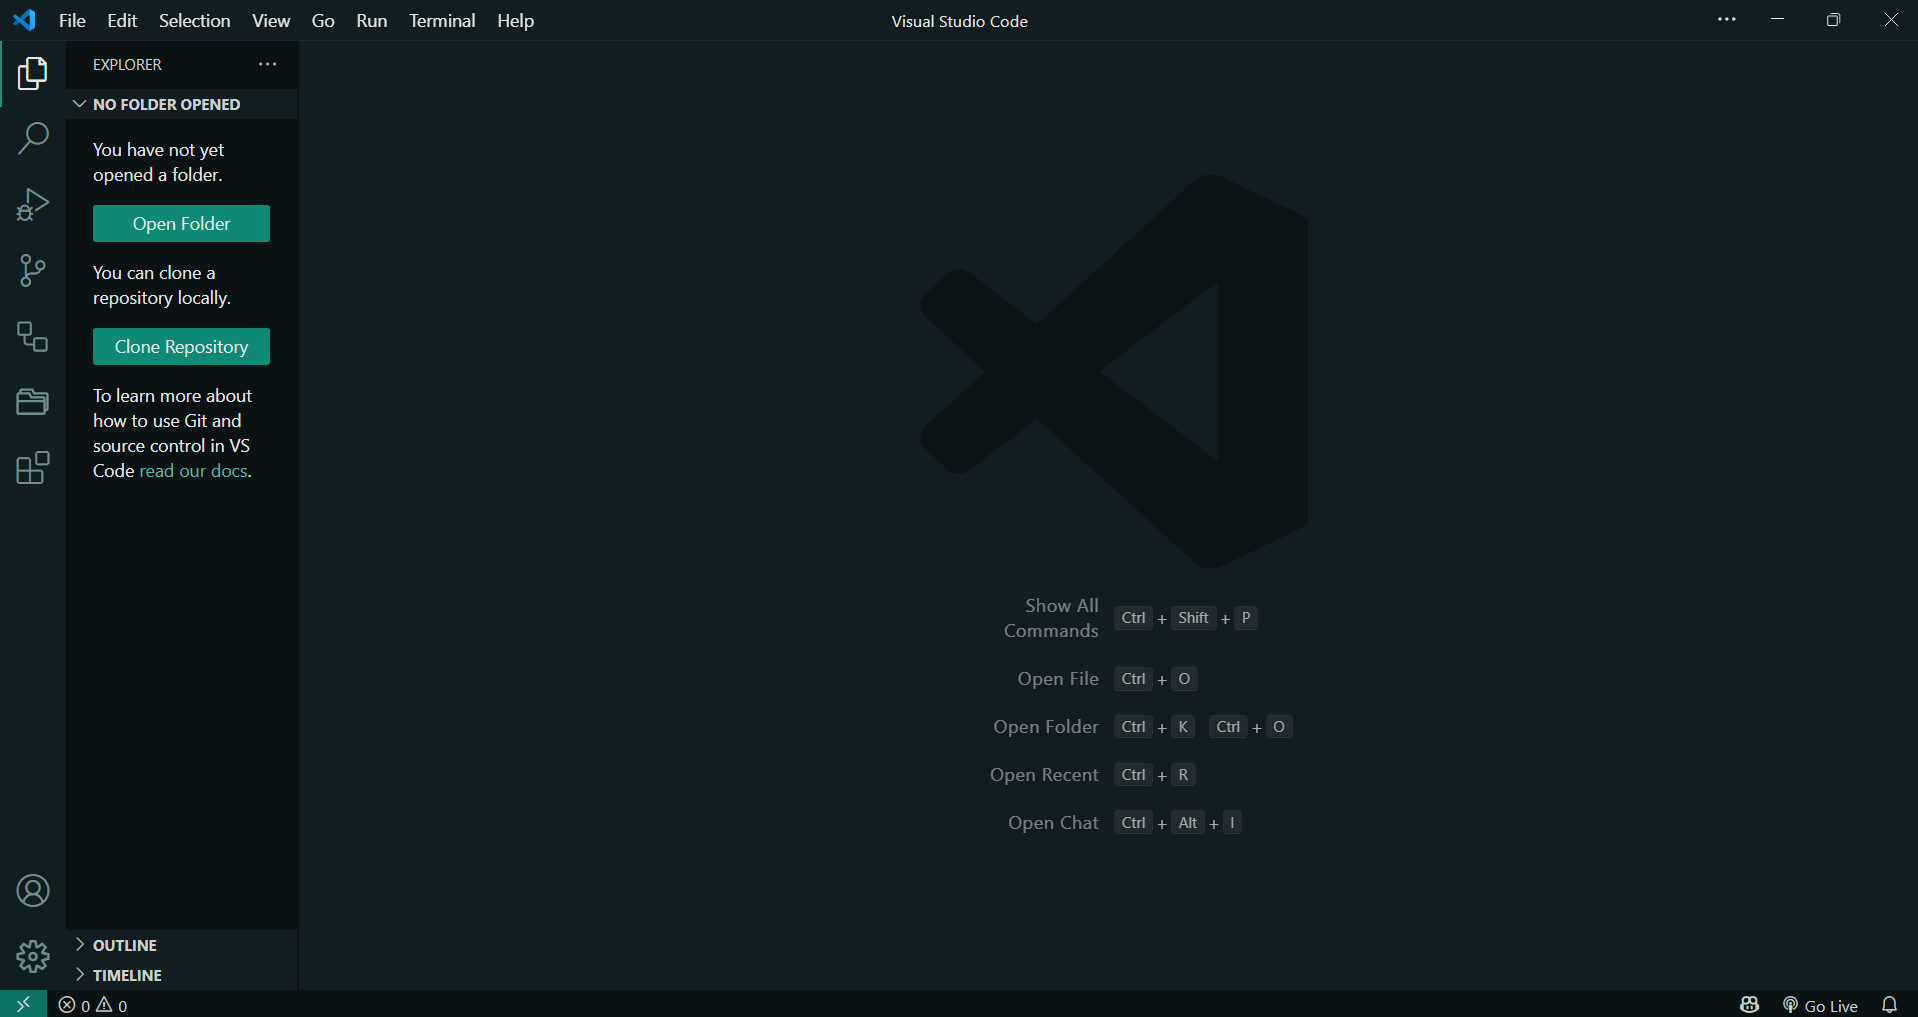 File Edit Selection View Go Run Terminal Help
Visual Studio Code
EXPLORER
NO FOLDER OPENED
You have not yet
opened a folder.
Open Folder
You can clone a
repository locally.
Clone Repository
To learn more about
how to use Git and
source control in VS
Code read our docs.
OUTLINE
TIMELINE
Show All
Commands Ctrl + Shift + P
Open File Ctrl + O
Open Folder Ctrl + K Ctrl + O
Open Recent Ctrl + R
Open Chat Ctrl + Alt + I
0 0
Go Live